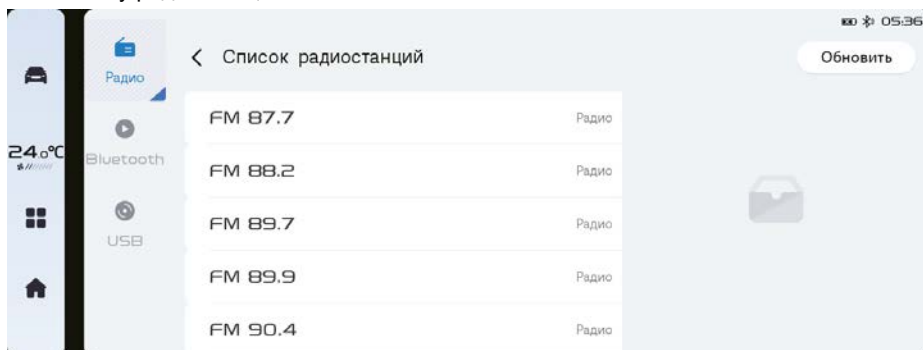 05:36
Список радиостанций
Обновить
Радио
Bluetooth
USB
24.0°C
FM 87.7 Радио
FM 88.2 Радио
FM 89.7 Радио
FM 89.9 Радио
FM 90.4 Радио